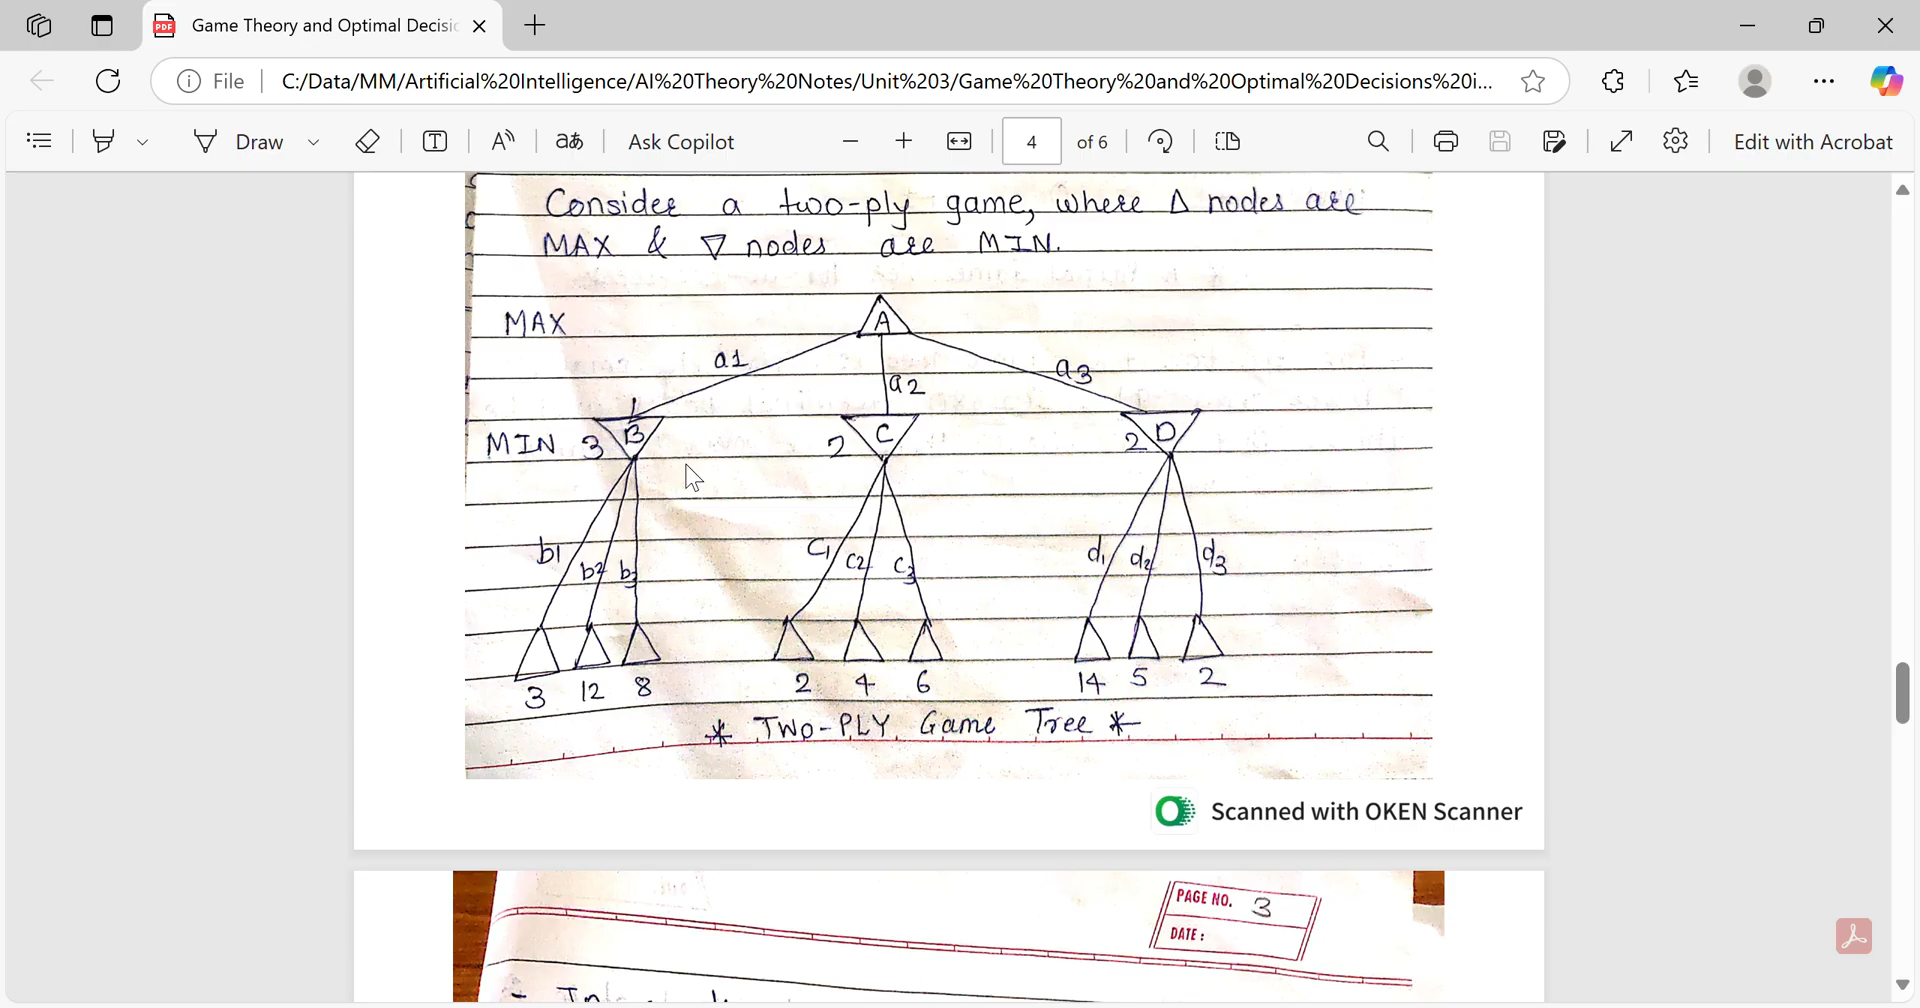 Game Theory and Optimal Decisio
File
C:/Data/MM/Artificial%20Intelligence/AI%20Theory%20Notes/Unit%203/Game%20Theory%20and%20Optimal%20Decisions%20i...
Draw
Ask Copilot
4 of 6
Edit with Acrobat
Consider a two-ply game, where Δ nodes are
MAX & ∇ nodes are MIN.
MAX A
a1 a2 a3
MIN 3 B 2 C 2 D
b1 b2 b3 c1 c2 c3 d1 d2 d3
3 12 8 2 4 6 14 5 2
* TWO-PLY Game Tree *
Scanned with OKEN Scanner
PAGE NO. 3
DATE :